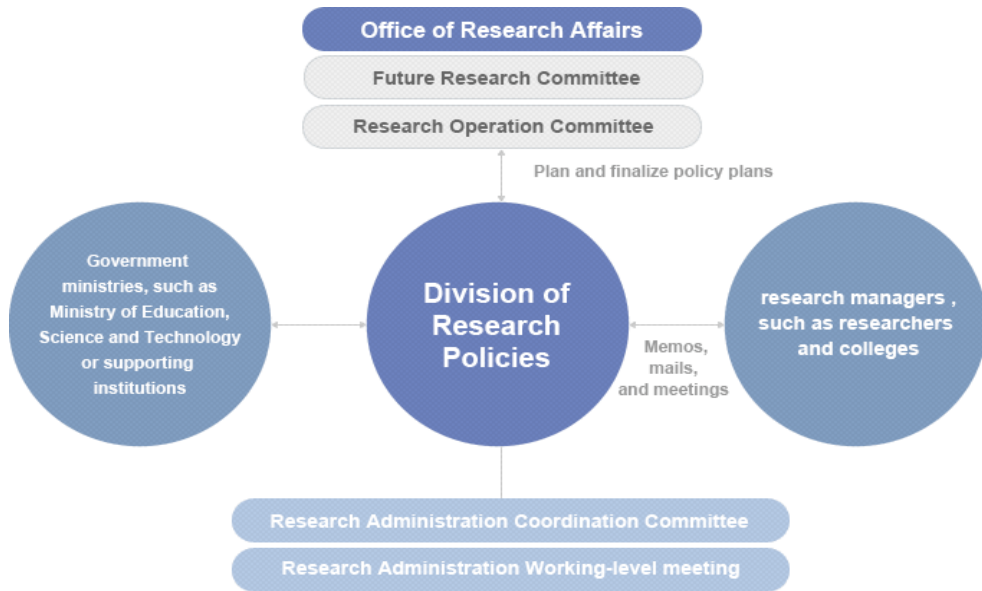 Office of Research Affairs
Future Research Committee
Research Operation Committee
Plan and finalize policy plans
Government
ministries, such as
Ministry of Education,
Science and Technology
or supporting
institutions
Division of
Research
Policies
Memos,
mails,
and meetings
research managers ,
such as researchers
and colleges
Research Administration Coordination Committee
Research Administration Working-level meeting